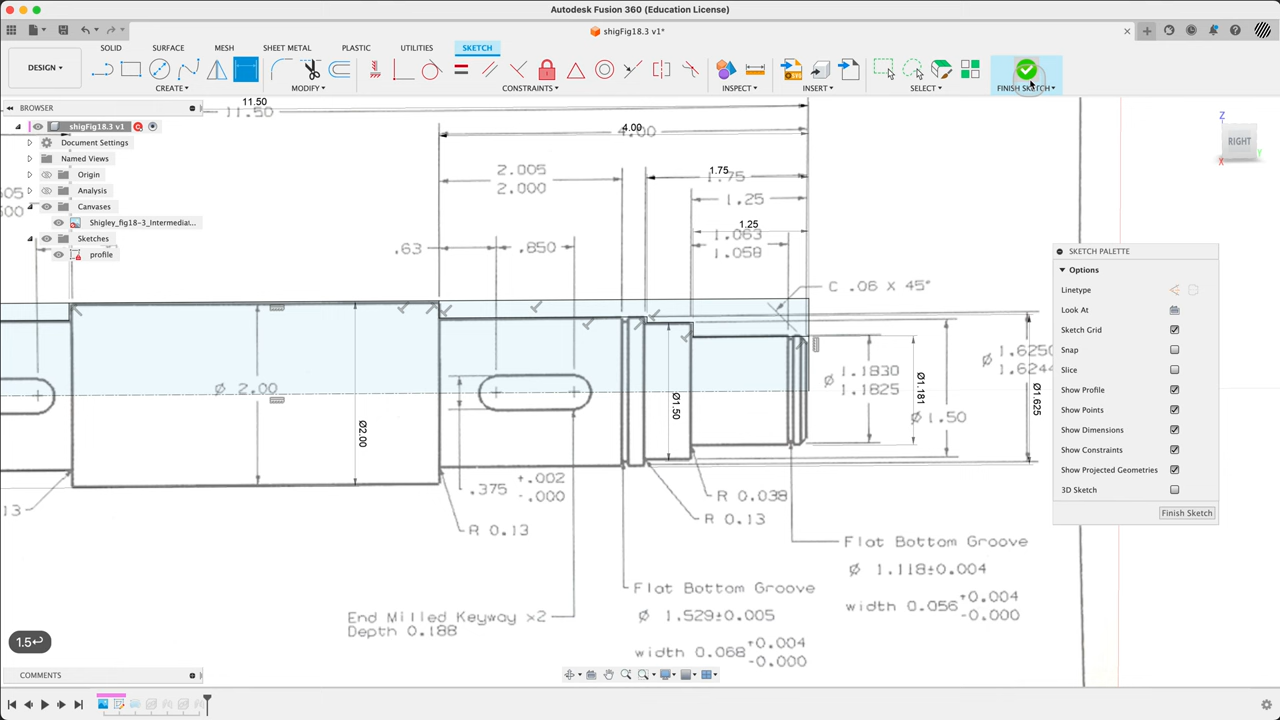 Autodesk Fusion 360 (Education License)
shigFig18.3 v1*
DESIGN
SOLID
SURFACE
MESH
SHEET METAL
PLASTIC
UTILITIES
SKETCH
CREATE
MODIFY
CONSTRAINTS
INSPECT
INSERT
SELECT
FINISH SKETCH
BROWSER
shigFig18.3 v1
Document Settings
Named Views
Origin
Analysis
Canvases
Shigley_fig18-3_Intermediat...
Sketches
profile
11.50
11.50
4.00
4.00
2.005
2.000
1.75
1.75
1.25
1.25
1.063
1.058
.63
.850
C .06 X 45°
Z
RIGHT
X
Y
Ø 2.00
Ø2.00
Ø1.50
Ø 1.1830
1.1825
Ø1.181
Ø1.50
Ø 1.6250
1.6244
Ø1.625
.375 +.002
-.000
R 0.13
R 0.038
R 0.13
13
Flat Bottom Groove
Ø 1.118±0.004
width 0.056 +0.004
-0.000
Flat Bottom Groove
Ø 1.529±0.005
width 0.068 +0.004
-0.000
End Milled Keyway x2
Depth 0.188
SKETCH PALETTE
Options
Linetype
Look At
Sketch Grid
Snap
Slice
Show Profile
Show Points
Show Dimensions
Show Constraints
Show Projected Geometries
3D Sketch
Finish Sketch
1.5↩
COMMENTS